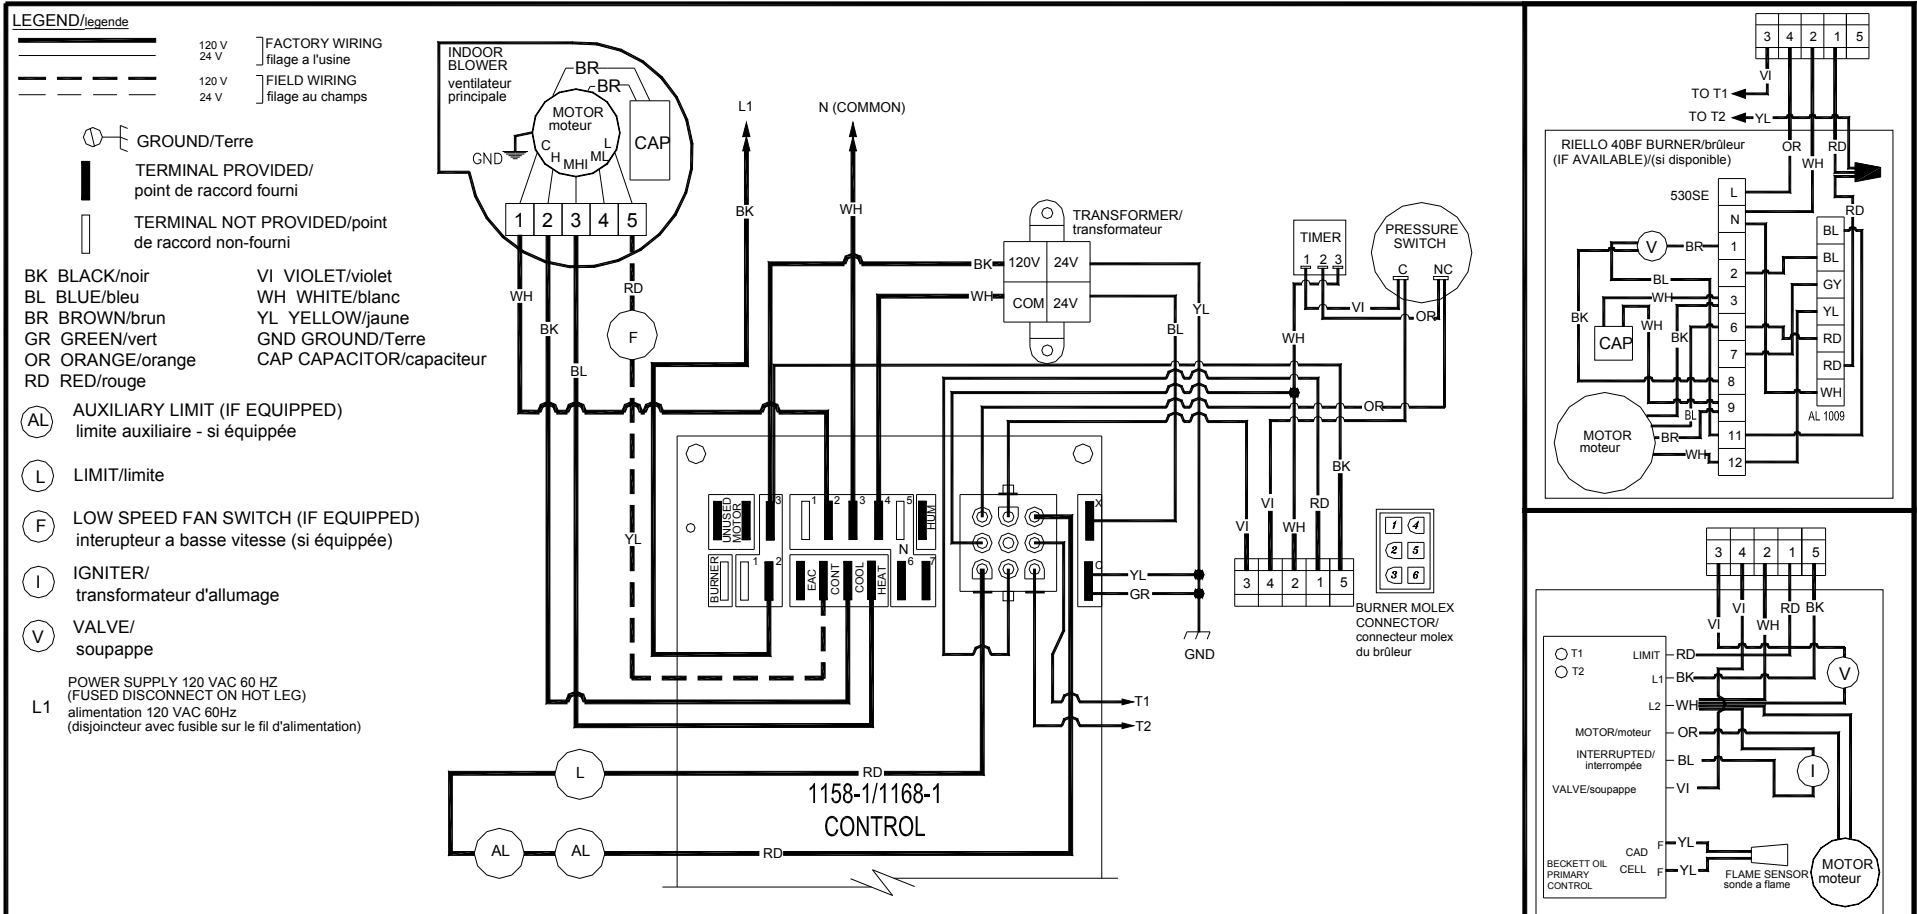 LEGEND/legende
120 V
24 V
FACTORY WIRING
filage a l'usine
120 V
24 V
FIELD WIRING
filage au champs
GROUND/Terre
TERMINAL PROVIDED/
point de raccord fourni
TERMINAL NOT PROVIDED/point
de raccord non-fourni
BK BLACK/noir
BL BLUE/bleu
BR BROWN/brun
GR GREEN/vert
OR ORANGE/orange
RD RED/rouge
VI VIOLET/violet
WH WHITE/blanc
YL YELLOW/jaune
GND GROUND/Terre
CAP CAPACITOR/capaciteur
AL AUXILIARY LIMIT (IF EQUIPPED)
limite auxiliaire - si équippée
L LIMIT/limite
F LOW SPEED FAN SWITCH (IF EQUIPPED)
interupteur a basse vitesse (si équippée)
I IGNITER/
transformateur d'allumage
V VALVE/
soupappe
L1 POWER SUPPLY 120 VAC 60 HZ
(FUSED DISCONNECT ON HOT LEG)
alimentation 120 VAC 60Hz
(disjoincteur avec fusible sur le fil d'alimentation)
INDOOR
BLOWER
ventilateur
principale
BR
BR
MOTOR
moteur
CAP
GND
C
H
MHI
ML
L
1 2 3 4 5
WH
BK
BL
RD
F
YL
L1
N (COMMON)
BK
WH
TRANSFORMER/
transformateur
BK
120V 24V
WH
COM 24V
YL
BL
TIMER
1 2 3
PRESSURE
SWITCH
C NC
VI
OR
WH
OR
BK
VI
VI
WH
RD
3 4 2 1 5
1 4
2 5
3 6
BURNER MOLEX
CONNECTOR/
connecteur molex
du brûleur
UNUSED
MOTOR
3
1 2 3 4 5
HUM
N
BURNER
1 2
EAC
CONT
COOL
HEAT
6 7
X
C
YL
GR
GND
T1
T2
L
RD
1158-1/1168-1
CONTROL
AL AL
RD
3 4 2 1 5
VI
TO T1
TO T2
YL
RIELLO 40BF BURNER/brûleur
(IF AVAILABLE)/(si disponible)
OR
WH
RD
530SE
L
N
1
2
3
6
7
8
9
11
12
V
BR
BL
WH
WH
BK
BK
CAP
RD
BL
BL
GY
YL
RD
RD
WH
AL 1009
BL
BR
WH
MOTOR
moteur
3 4 2 1 5
VI
VI
WH
RD
BK
T1
T2
LIMIT RD
L1 BK
L2 WH
V
MOTOR/moteur OR
INTERRUPTED/
interrompée
BL
I
VALVE/soupappe VI
CAD
CELL
F YL
F YL
FLAME SENSOR
sonde a flame
BECKETT OIL
PRIMARY
CONTROL
MOTOR
moteur